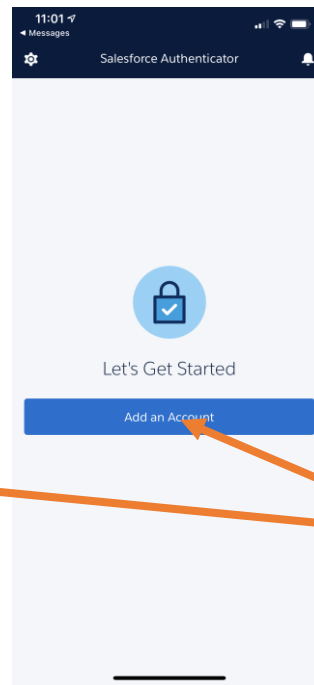 11:01
◀ Messages
Salesforce Authenticator
Let's Get Started
Add an Account